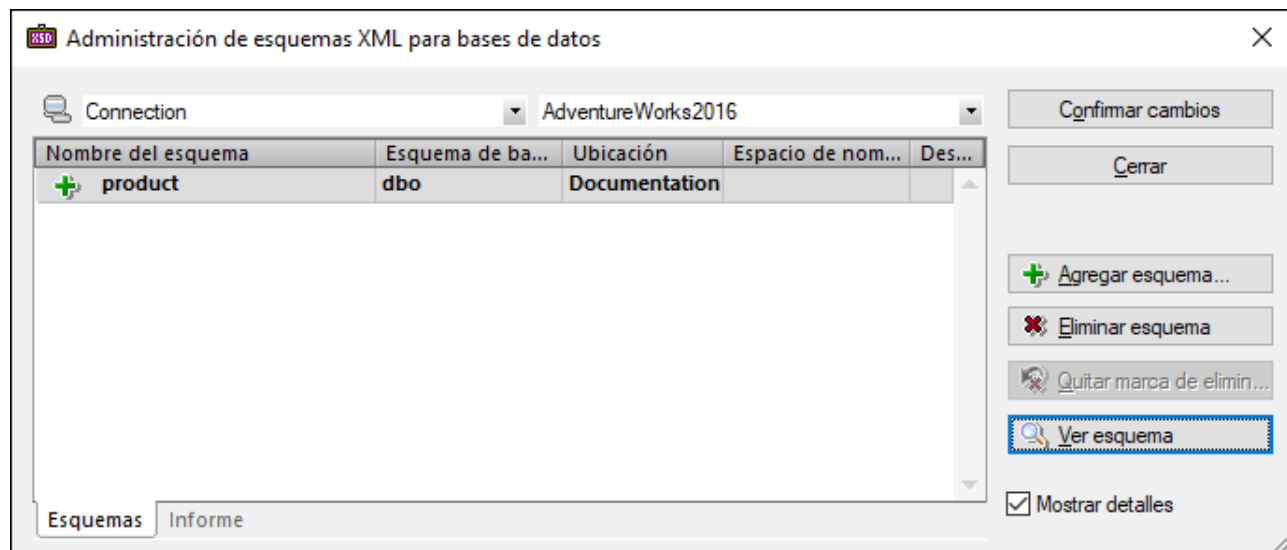 XSD Administración de esquemas XML para bases de datos
Connection AdventureWorks2016 Confirmar cambios
Nombre del esquema Esquema de ba... Ubicación Espacio de nom... Des...
Cerrar
product dbo Documentation
Agregar esquema...
Eliminar esquema
Quitar marca de elimin...
Ver esquema
Mostrar detalles
Esquemas Informe